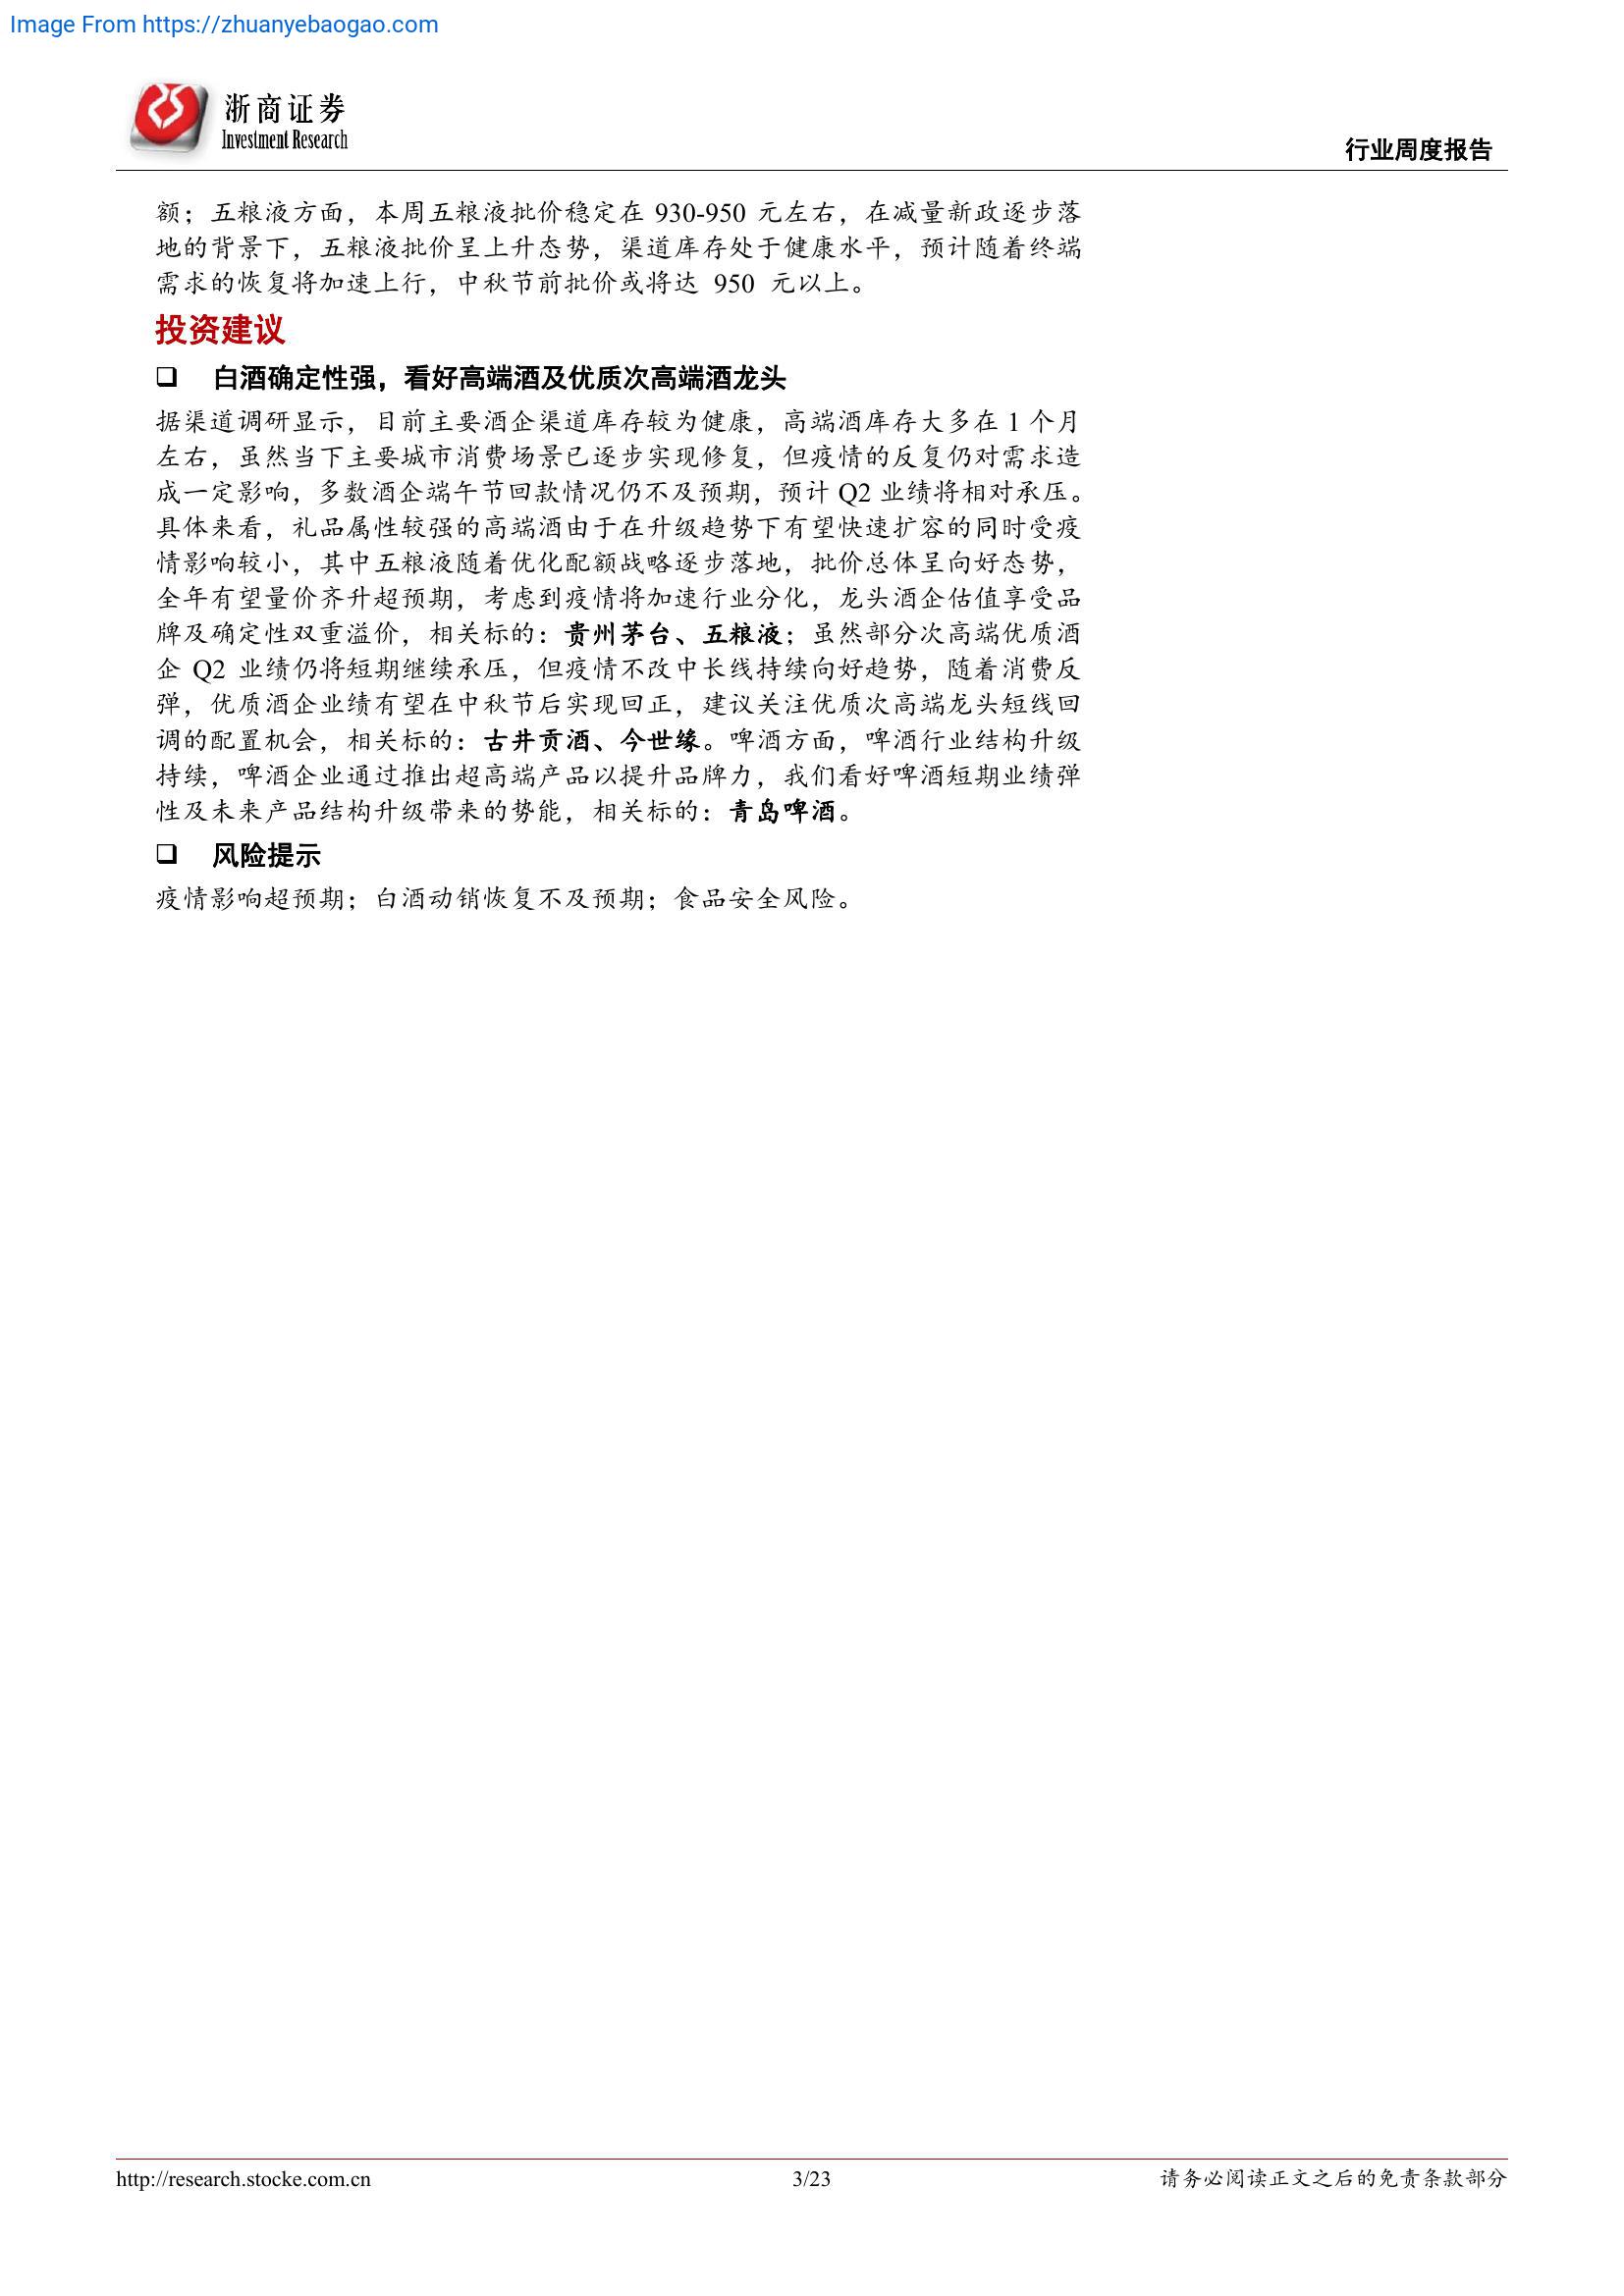 Image From https://zhuanyebaogao.com
浙商证券
Investment Research
行业周度报告
额；五粮液方面，本周五粮液批价稳定在 930-950 元左右，在减量新政逐步落
地的背景下，五粮液批价呈上升态势，渠道库存处于健康水平，预计随着终端
需求的恢复将加速上行，中秋节前批价或将达 950 元以上。
投资建议
❑ 白酒确定性强，看好高端酒及优质次高端酒龙头
据渠道调研显示，目前主要酒企渠道库存较为健康，高端酒库存大多在 1 个月
左右，虽然当下主要城市消费场景已逐步实现修复，但疫情的反复仍对需求造
成一定影响，多数酒企端午节回款情况仍不及预期，预计 Q2 业绩将相对承压。
具体来看，礼品属性较强的高端酒由于在升级趋势下有望快速扩容的同时受疫
情影响较小，其中五粮液随着优化配额战略逐步落地，批价总体呈向好态势，
全年有望量价齐升超预期，考虑到疫情将加速行业分化，龙头酒企估值享受品
牌及确定性双重溢价，相关标的：贵州茅台、五粮液；虽然部分次高端优质酒
企 Q2 业绩仍将短期继续承压，但疫情不改中长线持续向好趋势，随着消费反
弹，优质酒企业绩有望在中秋节后实现回正，建议关注优质次高端龙头短线回
调的配置机会，相关标的：古井贡酒、今世缘。啤酒方面，啤酒行业结构升级
持续，啤酒企业通过推出超高端产品以提升品牌力，我们看好啤酒短期业绩弹
性及未来产品结构升级带来的势能，相关标的：青岛啤酒。
❑ 风险提示
疫情影响超预期；白酒动销恢复不及预期；食品安全风险。
http://research.stocke.com.cn
3/23
请务必阅读正文之后的免责条款部分